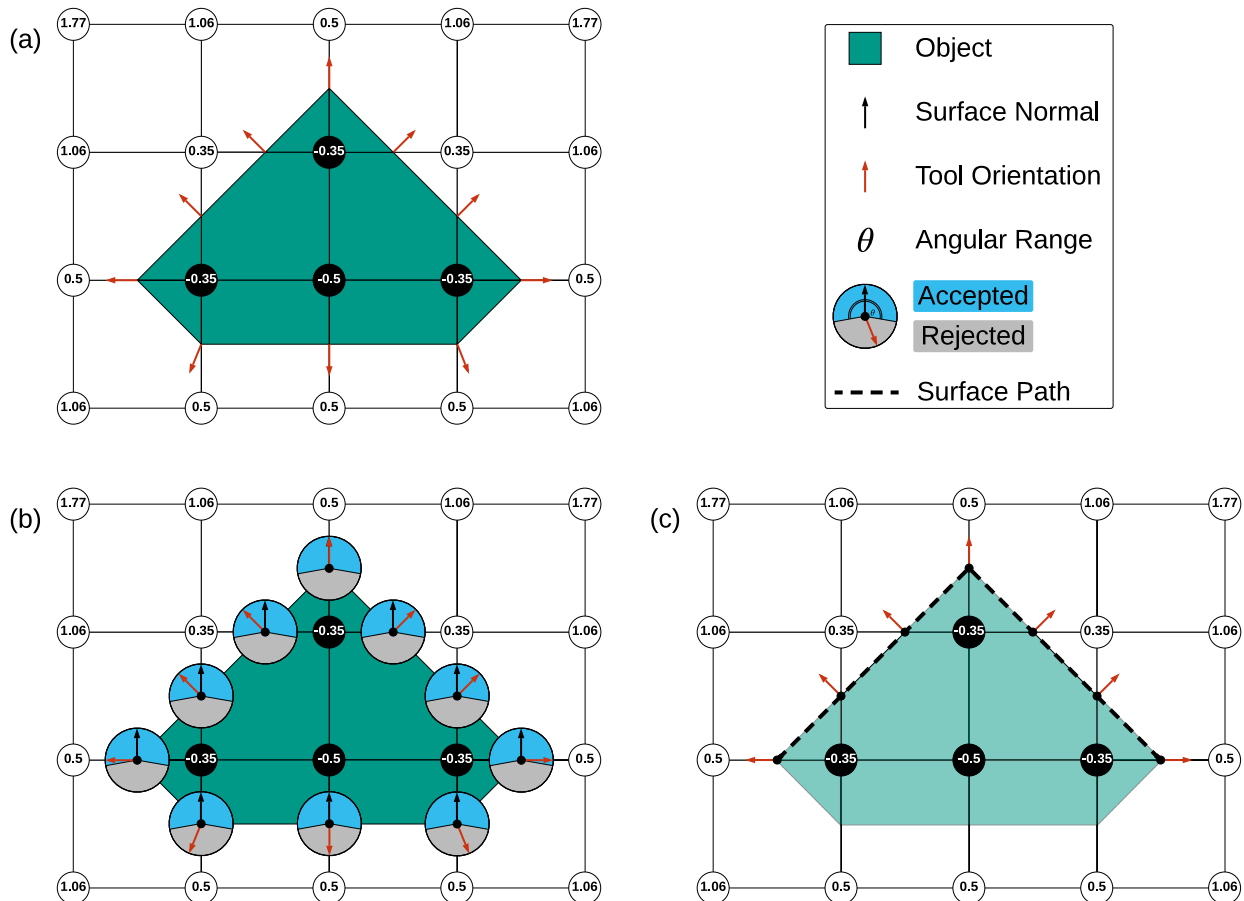 (a)
1.77 1.06 0.5 1.06 1.77
1.06 0.35 -0.35 0.35 1.06
0.5 -0.35 -0.5 -0.35 0.5
1.06 0.5 0.5 0.5 1.06
Object
Surface Normal
Tool Orientation
θ Angular Range
θ
Accepted
Rejected
Surface Path
(b)
1.77 1.06 0.5 1.06 1.77
1.06 -0.35 0.35 1.06
0.5 -0.35 -0.5 -0.35 0.5
1.06 0.5 0.5 0.5 1.06
(c)
1.77 1.06 0.5 1.06 1.77
1.06 0.35 -0.35 0.35 1.06
0.5 -0.35 -0.5 -0.35 0.5
1.06 0.5 0.5 0.5 1.06